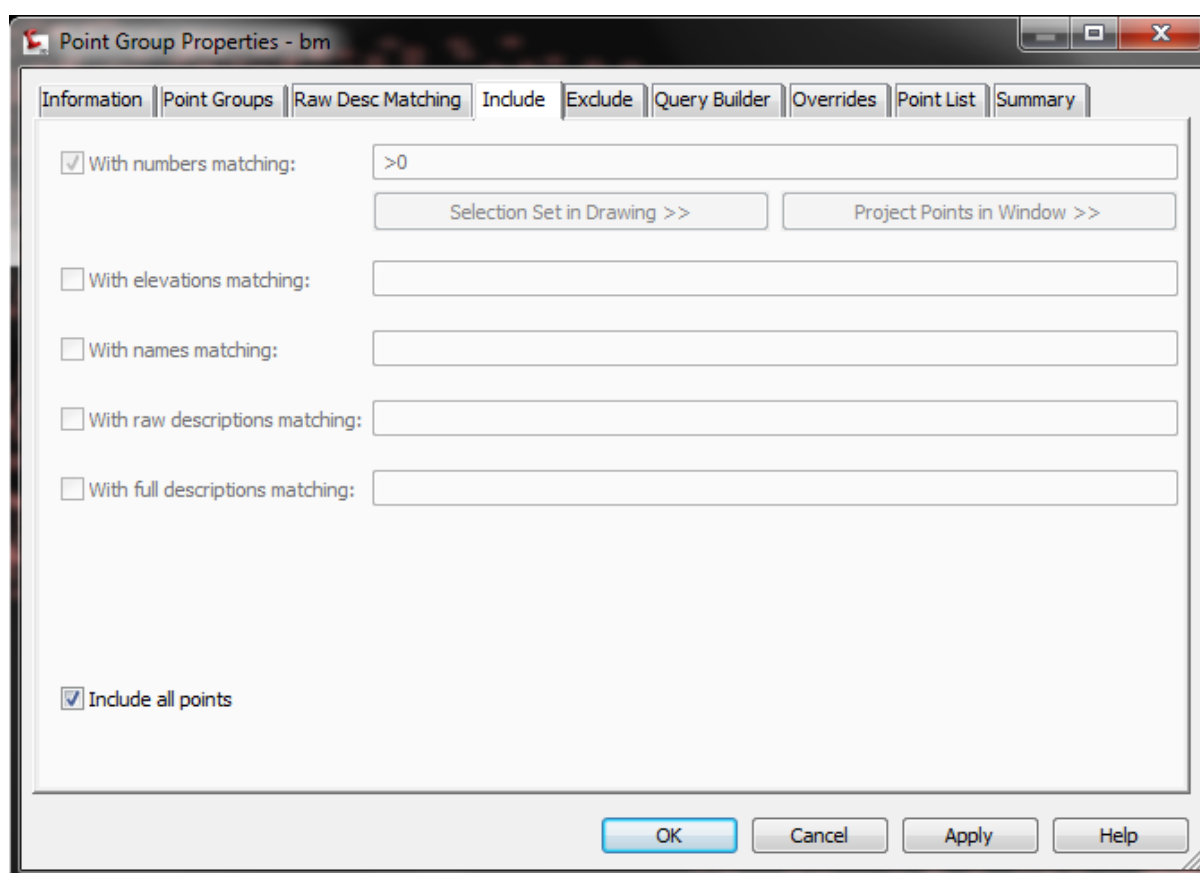 Point Group Properties - bm
Information Point Groups Raw Desc Matching Include Exclude Query Builder Overrides Point List Summary
With numbers matching: >0
Selection Set in Drawing >> Project Points in Window >>
With elevations matching:
With names matching:
With raw descriptions matching:
With full descriptions matching:
Include all points
OK Cancel Apply Help